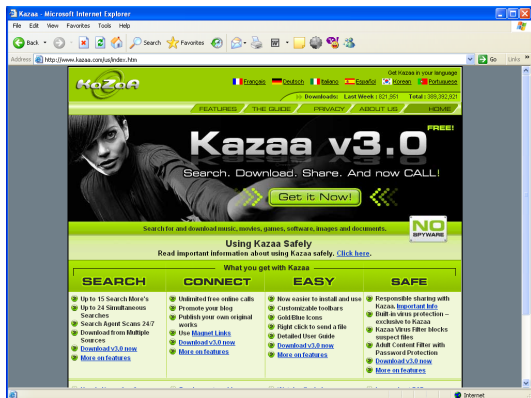 Kazaa - Microsoft Internet Explorer
File Edit View Favorites Tools Help
Back Search Favorites
Address http://www.kazaa.com/us/index.htm Go Links »
KaZaA
Get Kazaa in your language
Français Deutsch Italiano Español Korean Portuguese
>> Downloads: Last Week : 821,951 Total : 389,392,921
FEATURES THE GUIDE PRIVACY ABOUT US HOME
FREE!
Kazaa v3.0
Search. Download. Share. And now CALL!
Get it Now!
Search for and download music, movies, games, software, images and documents.
NO
SPYWARE
Using Kazaa Safely
Read important information about using Kazaa safely. Click here.
What you get with Kazaa
SEARCH
Up to 15 Search More's
Up to 24 Simultaneous
Searches
Search Agent Scans 24/7
Download from Multiple
Sources
Download v3.0 now
More on features
CONNECT
Unlimited free online calls
Promote your blog
Publish your own original
works
Use Magnet Links
Download v3.0 now
More on features
EASY
Now easier to install and use
Customizable toolbars
Gold/Blue Icons
Right click to send a file
Detailed User Guide
Download v3.0 now
More on features
SAFE
Responsible sharing with
Kazaa. Important Info
Built-in virus protection --
exclusive to Kazaa
Kazaa Virus Filter blocks
suspect files
Adult Content Filter with
Password Protection
Download v3.0 now
More on features
Internet